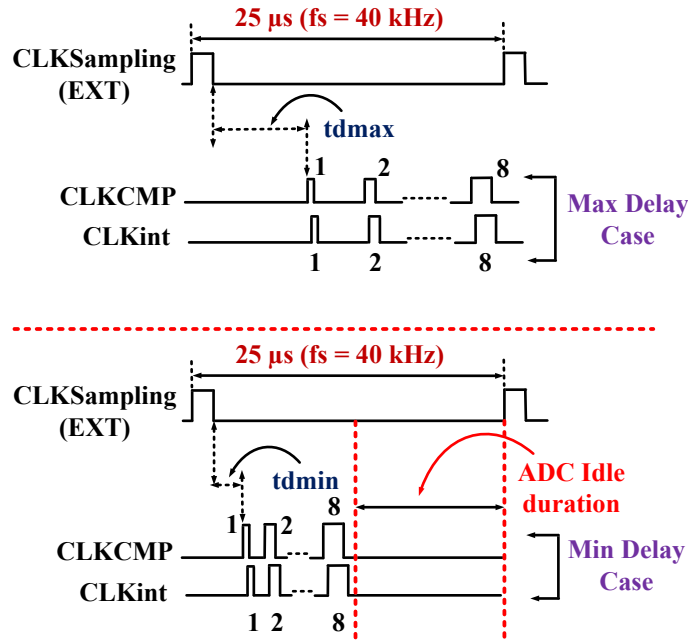 25 µs (fs = 40 kHz)
CLKSampling
(EXT)
tdmax
1 2 8
CLKCMP
CLKint
1 2 8
Max Delay
Case
25 µs (fs = 40 kHz)
CLKSampling
(EXT)
tdmin
ADC Idle
duration
1 2 8
CLKCMP
CLKint
1 2 8
Min Delay
Case